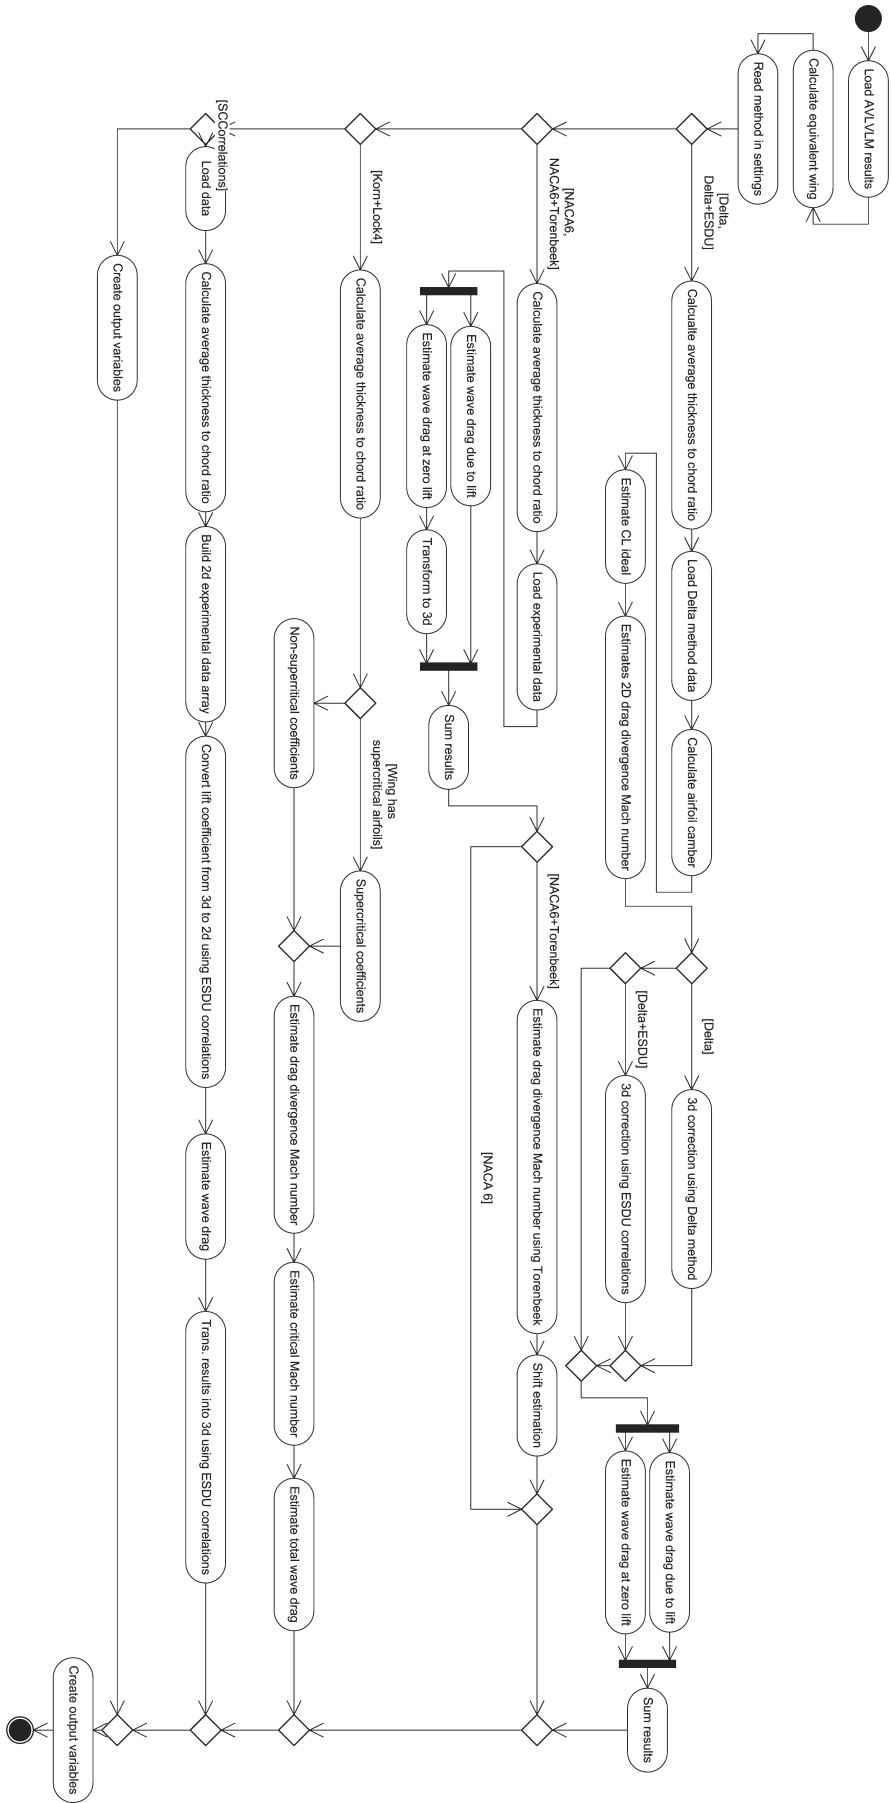 Load AVLVLM results
Calculate equivalent wing
Read method in settings
[Delta,
Delta+ESDU]
Calcualte average thickness to chord ratio
Load Delta method data
Calculate airfoil camber
Estimate CL ideal
Estimates 2D drag divergence Mach number
[Delta]
3d correction using Delta method
[Delta+ESDU]
3d correction using ESDU correlations
Estimate wave drag due to lift
Estimate wave drag at zero lift
Sum results
[NACA6,
NACA6+Torenbeek]
Calculate average thickness to chord ratio
Load experimental data
Estimate wave drag due to lift
Estimate wave drag at zero lift
Transform to 3d
Sum results
[NACA6+Torenbeek]
Estimate drag divergence Mach number using Torenbeek
Shift estimation
[NACA 6]
[Korn+Lock4]
Calculate average thickness to chord ratio
[Wing has
supercritical airfoils]
Supercritical coefficients
Non-superritical coefficients
Estimate drag divergence Mach number
Estimate critical Mach number
Estimate total wave drag
[SCCorrelations]
Load data
Calculate average thickness to chord ratio
Build 2d experimental data array
Convert lift coefficient from 3d to 2d using ESDU correlations
Estimate wave drag
Trans. results into 3d using ESDU correlations
Create output variables
Create output variables